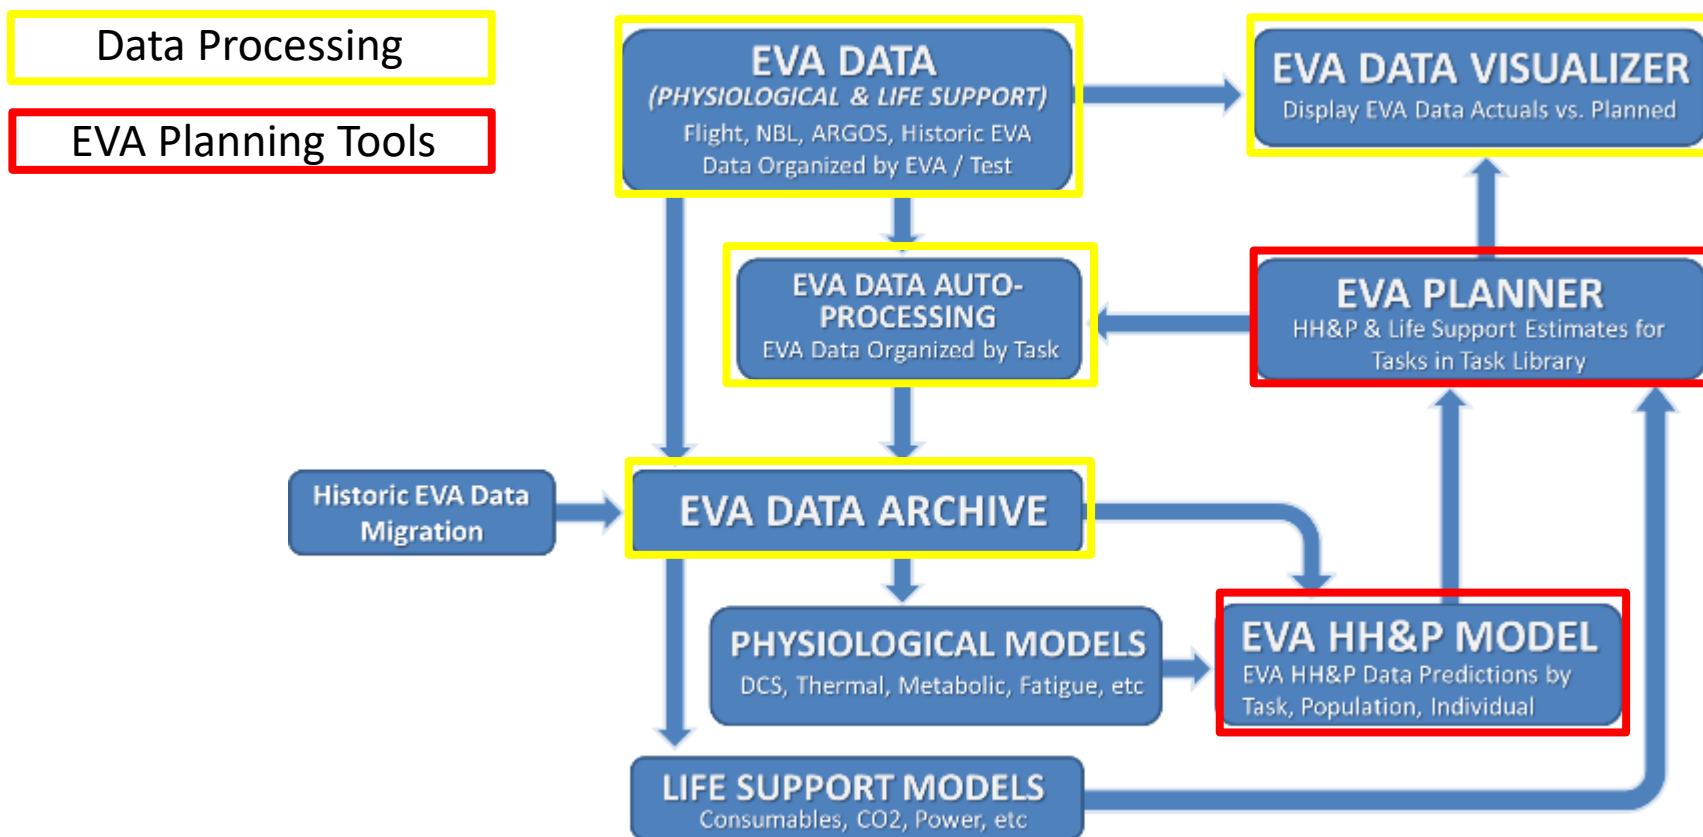 Data Processing
EVA Planning Tools
EVA DATA
(PHYSIOLOGICAL & LIFE SUPPORT)
Flight, NBL, ARGOS, Historic EVA
Data Organized by EVA / Test
EVA DATA VISUALIZER
Display EVA Data Actuals vs. Planned
EVA DATA AUTO-
PROCESSING
EVA Data Organized by Task
EVA PLANNER
HH&P & Life Support Estimates for
Tasks in Task Library
Historic EVA Data
Migration
EVA DATA ARCHIVE
PHYSIOLOGICAL MODELS
DCS, Thermal, Metabolic, Fatigue, etc
EVA HH&P MODEL
EVA HH&P Data Predictions by
Task, Population, Individual
LIFE SUPPORT MODELS
Consumables, CO2, Power, etc